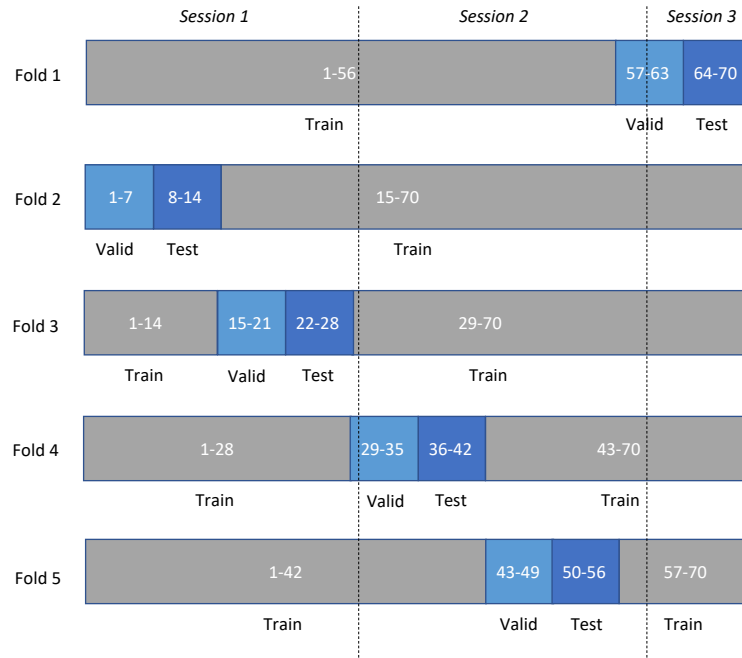 Session 1 Session 2 Session 3
Fold 1 1-56 57-63 64-70
Train Valid Test
Fold 2 1-7 8-14 15-70
Valid Test Train
Fold 3 1-14 15-21 22-28 29-70
Train Valid Test Train
Fold 4 1-28 29-35 36-42 43-70
Train Valid Test Train
Fold 5 1-42 43-49 50-56 57-70
Train Valid Test Train